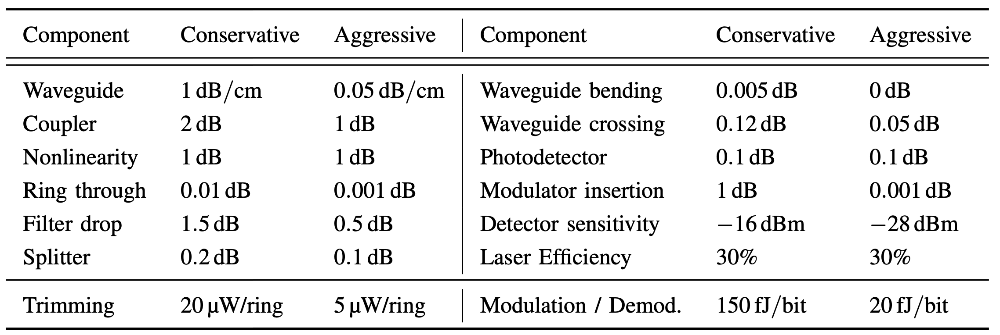 Component Conservative Aggressive Component Conservative Aggressive
Waveguide 1 dB/cm 0.05 dB/cm Waveguide bending 0.005 dB 0 dB
Coupler 2 dB 1 dB Waveguide crossing 0.12 dB 0.05 dB
Nonlinearity 1 dB 1 dB Photodetector 0.1 dB 0.1 dB
Ring through 0.01 dB 0.001 dB Modulator insertion 1 dB 0.001 dB
Filter drop 1.5 dB 0.5 dB Detector sensitivity −16 dBm −28 dBm
Splitter 0.2 dB 0.1 dB Laser Efficiency 30% 30%
Trimming 20 µW/ring 5 µW/ring Modulation / Demod. 150 fJ/bit 20 fJ/bit